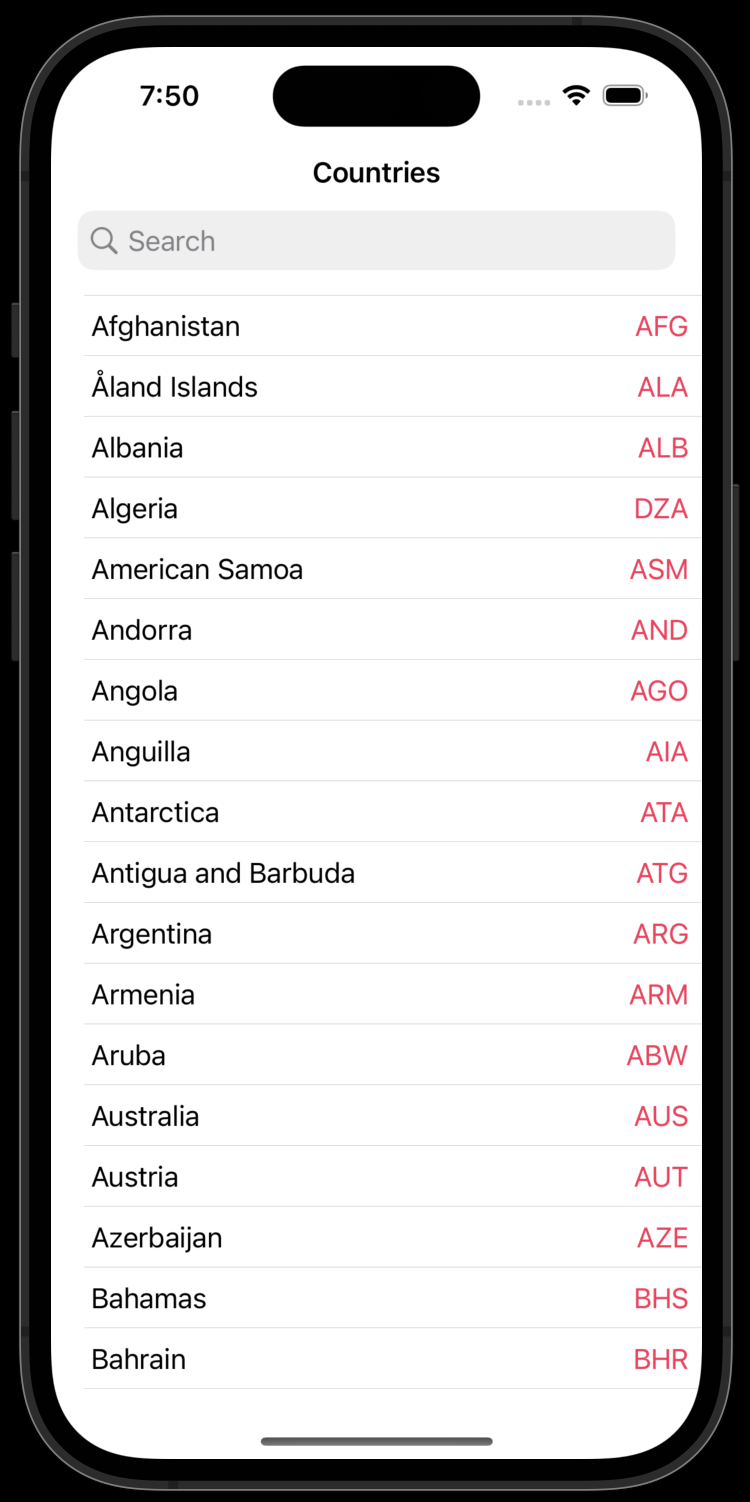 7:50
Countries
Search
Afghanistan AFG
Åland Islands ALA
Albania ALB
Algeria DZA
American Samoa ASM
Andorra AND
Angola AGO
Anguilla AIA
Antarctica ATA
Antigua and Barbuda ATG
Argentina ARG
Armenia ARM
Aruba ABW
Australia AUS
Austria AUT
Azerbaijan AZE
Bahamas BHS
Bahrain BHR